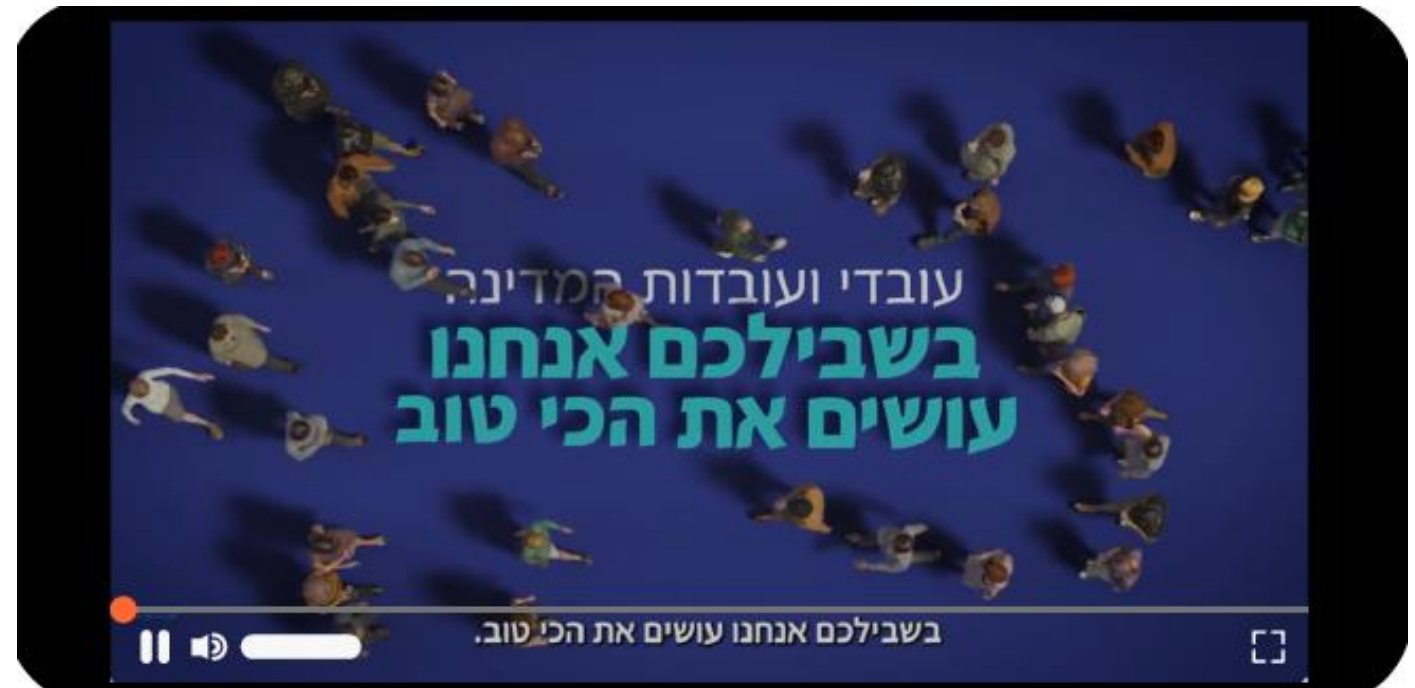 עובדי ועובדות המדינה
בשבילכם אנחנו
עושים את הכי טוב
בשבילכם אנחנו עושים את הכי טוב.